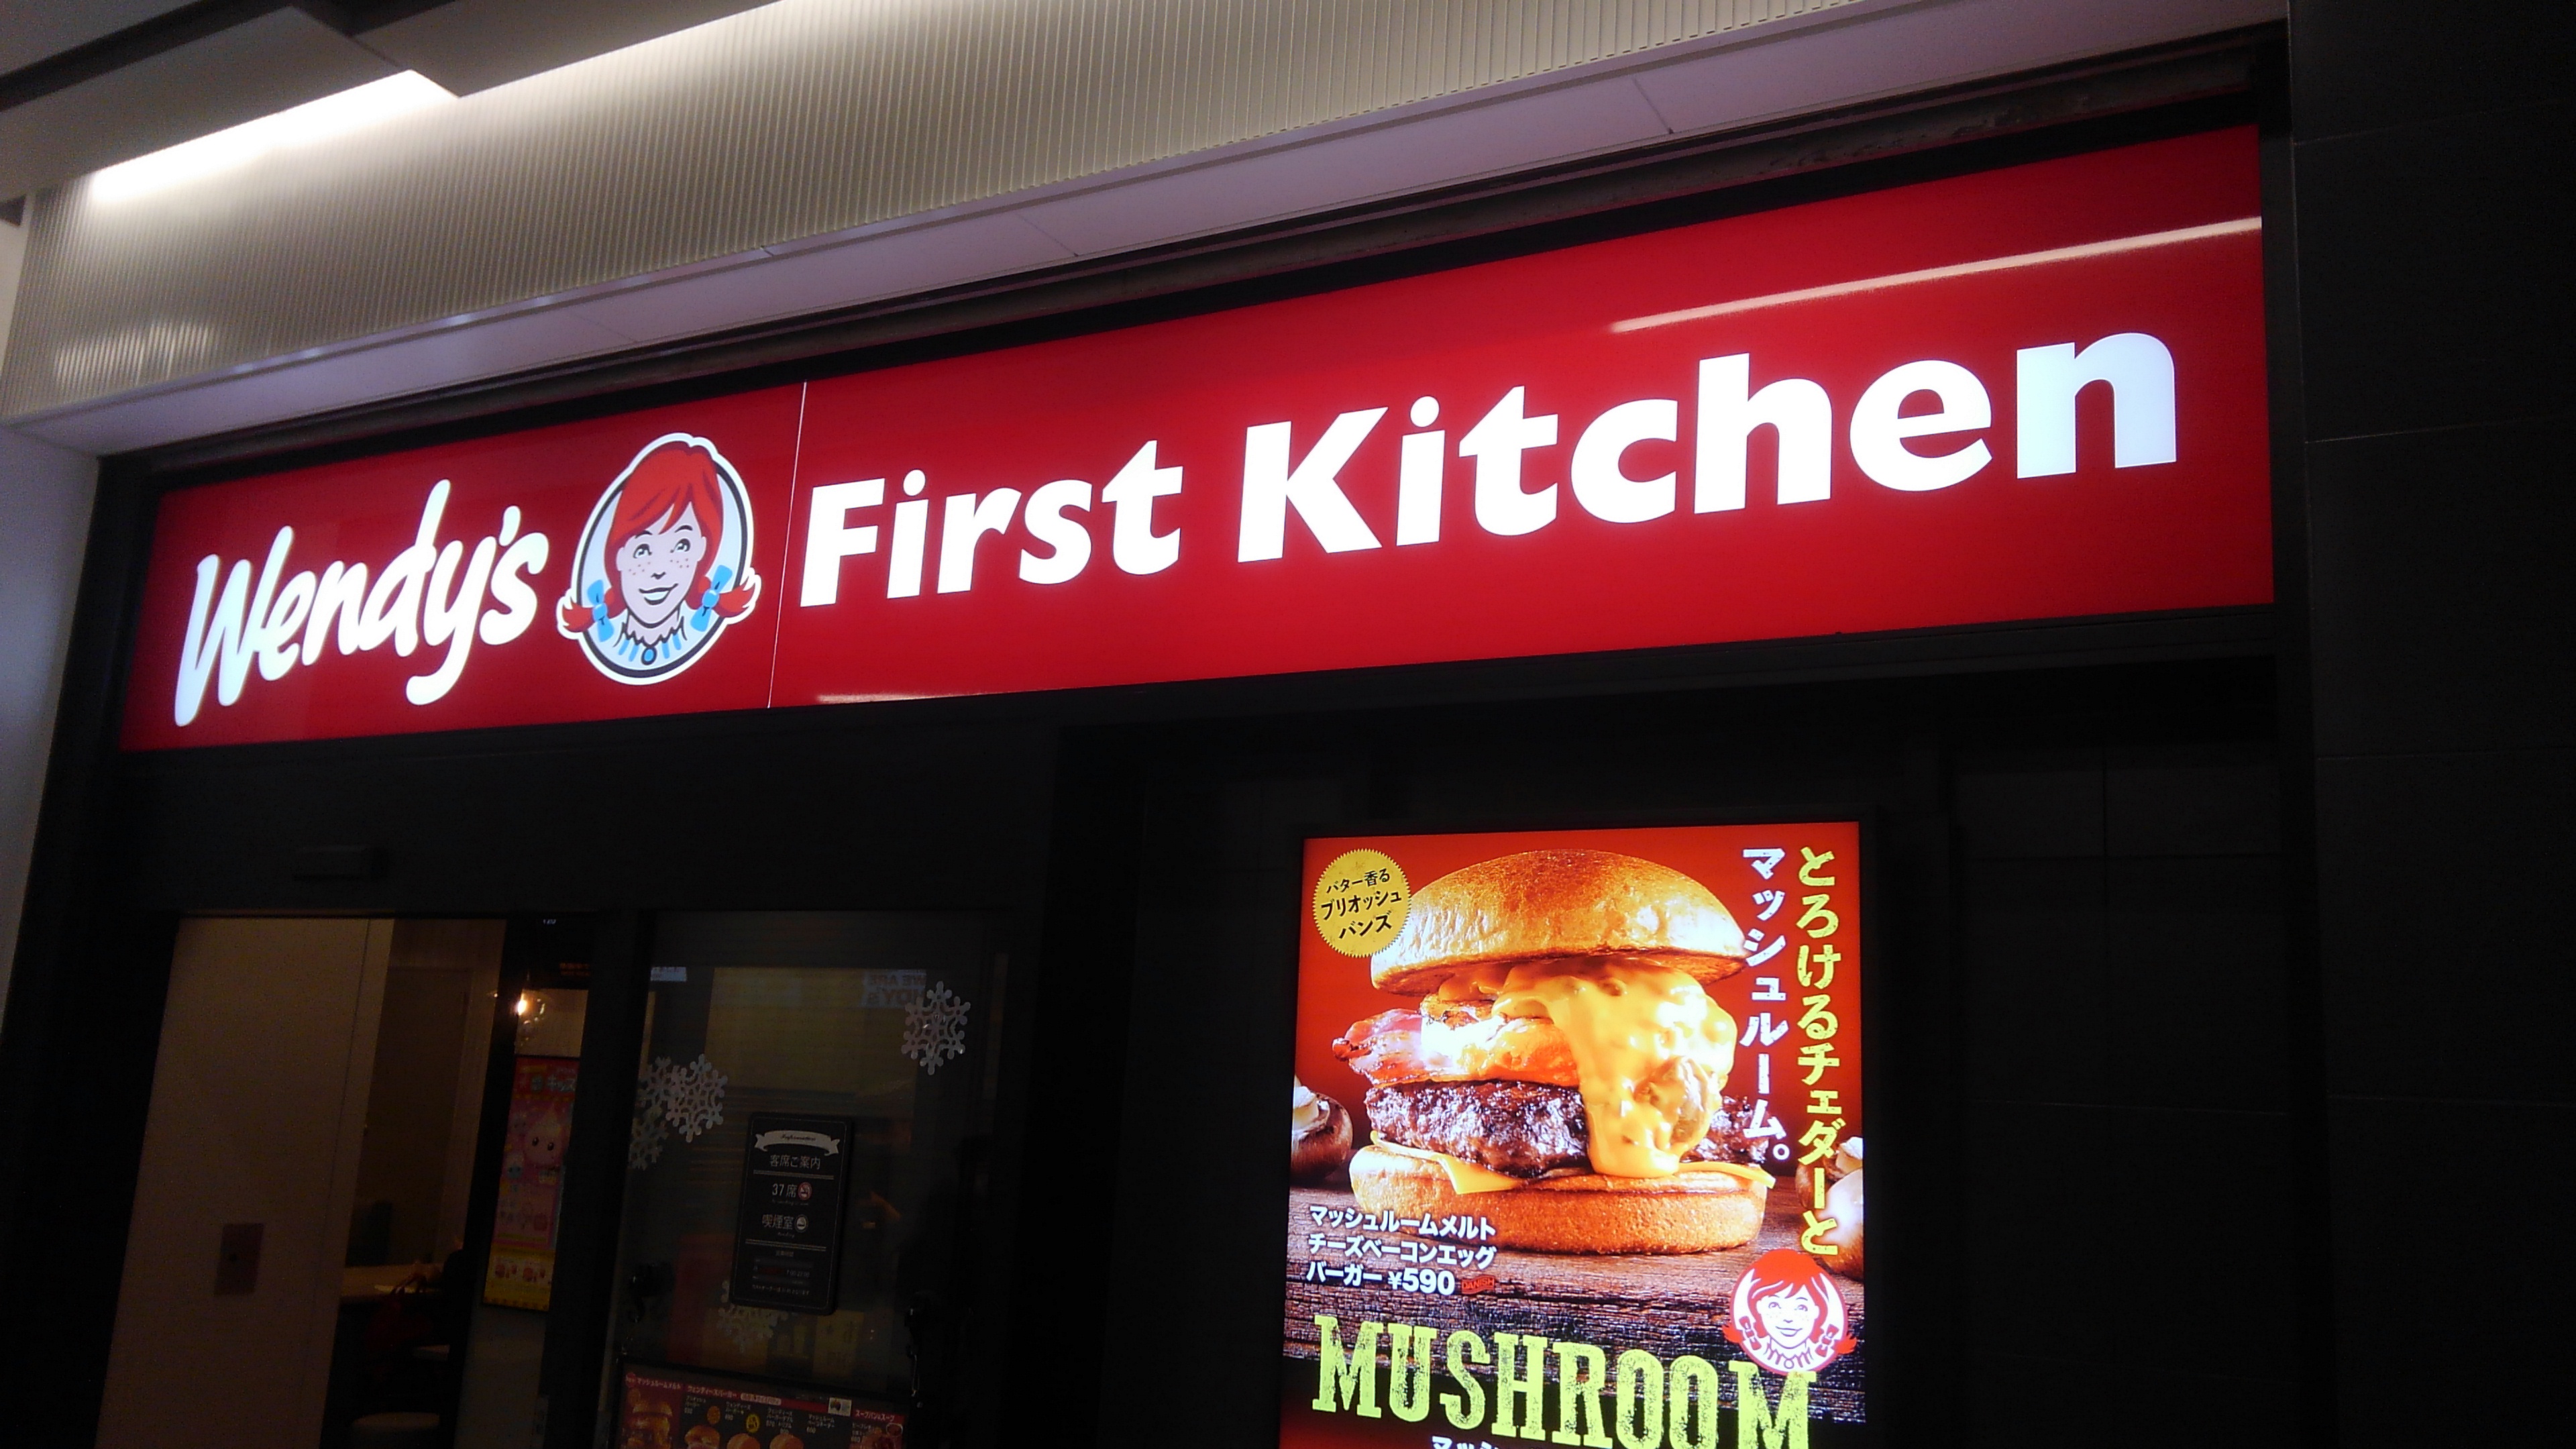 Wendy's
First Kitchen
バター香る
ブリオッシュ
バンズ
とろけるチェダーと
マッシュルーム。
マッシュルームメルト
チーズベーコンエッグ
バーガー ¥590
MUSHROOM
客席ご案内
37席
喫煙室